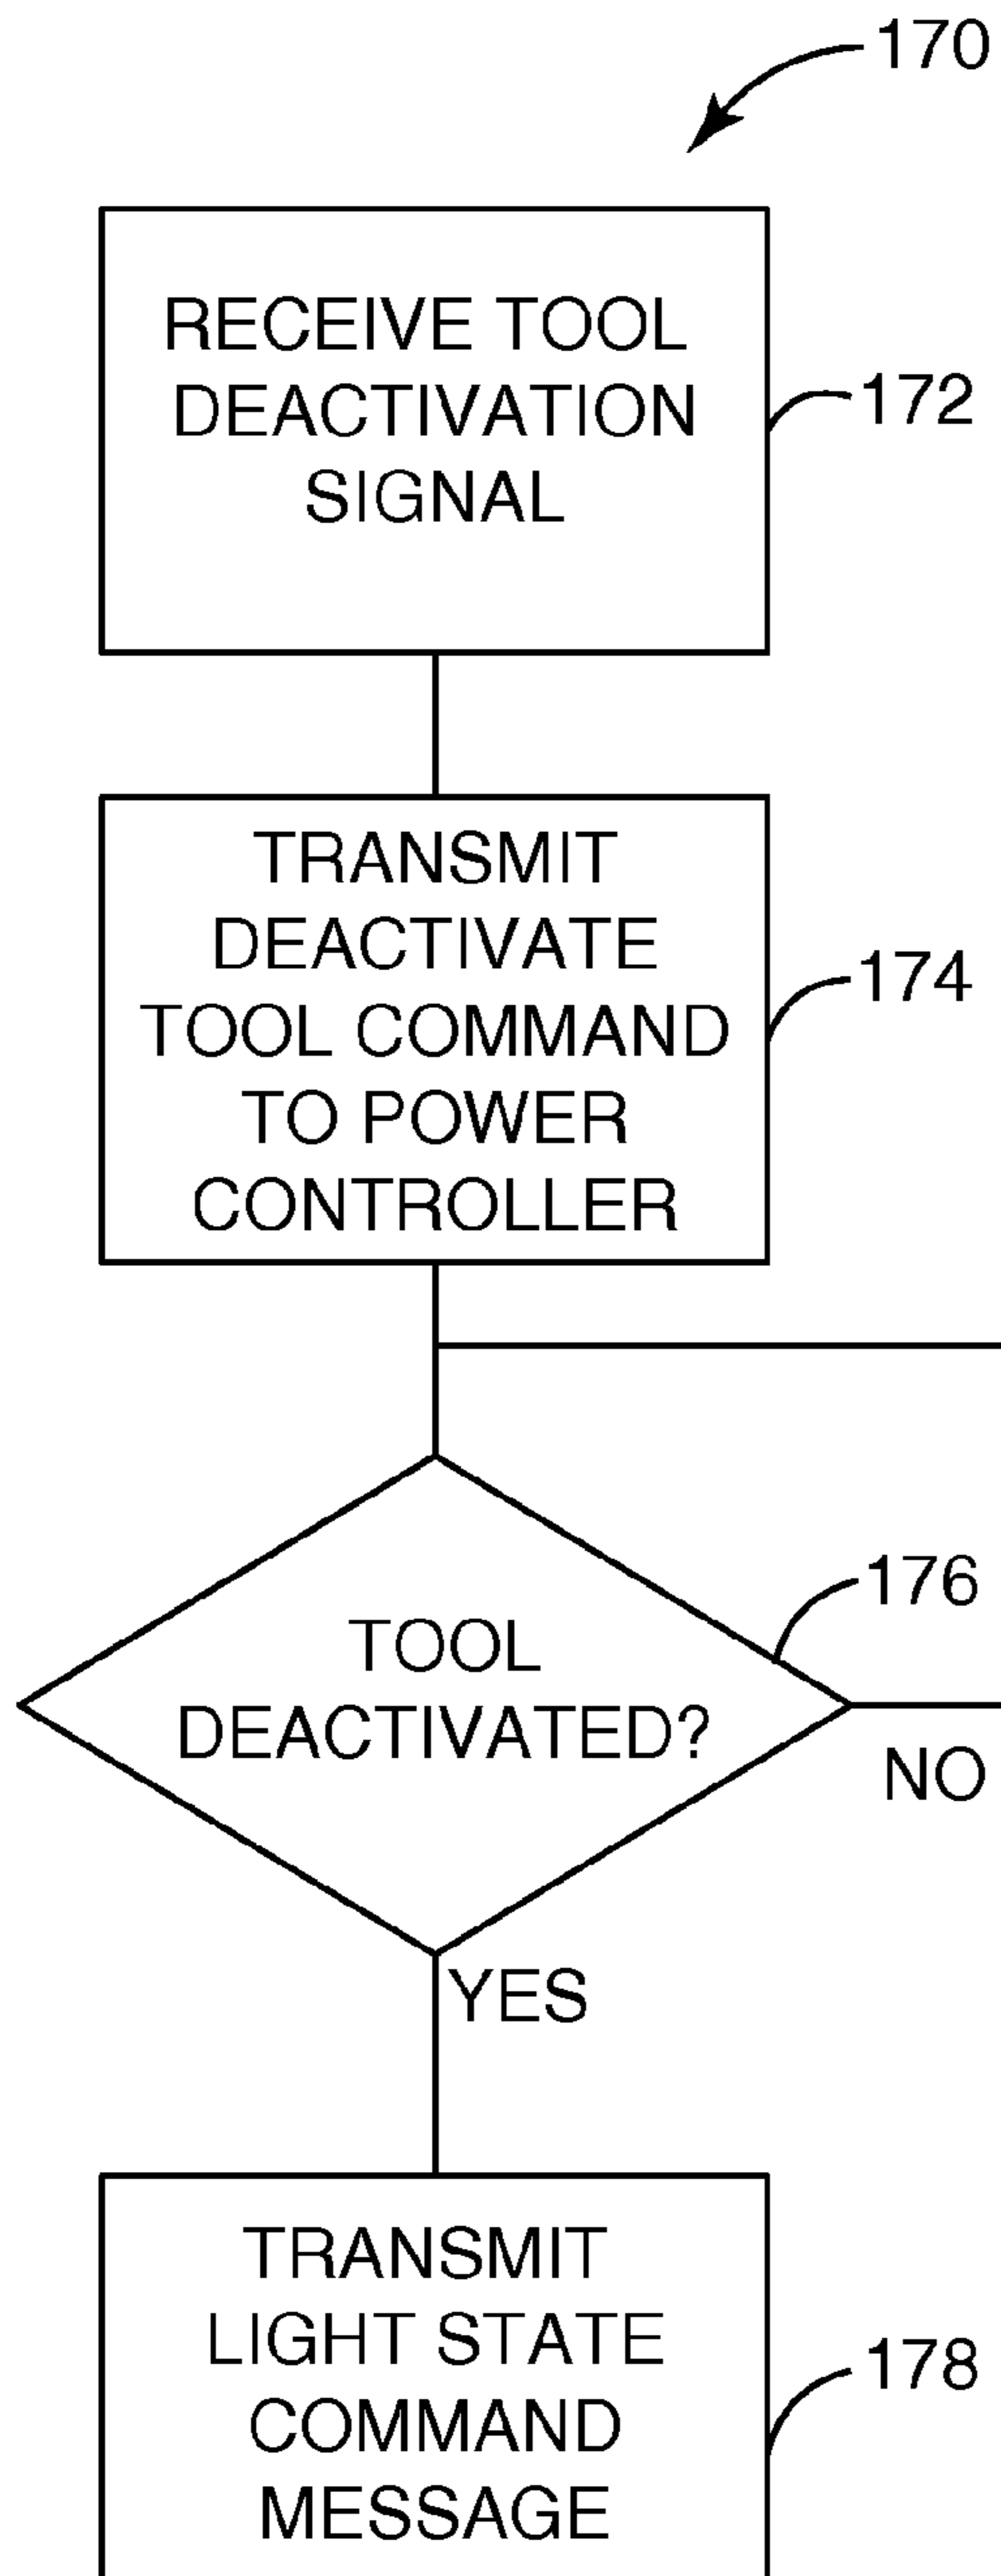 170
RECEIVE TOOL
DEACTIVATION
SIGNAL
172
TRANSMIT
DEACTIVATE
TOOL COMMAND
TO POWER
CONTROLLER
174
TOOL
DEACTIVATED?
176
NO
YES
TRANSMIT
LIGHT STATE
COMMAND
MESSAGE
178